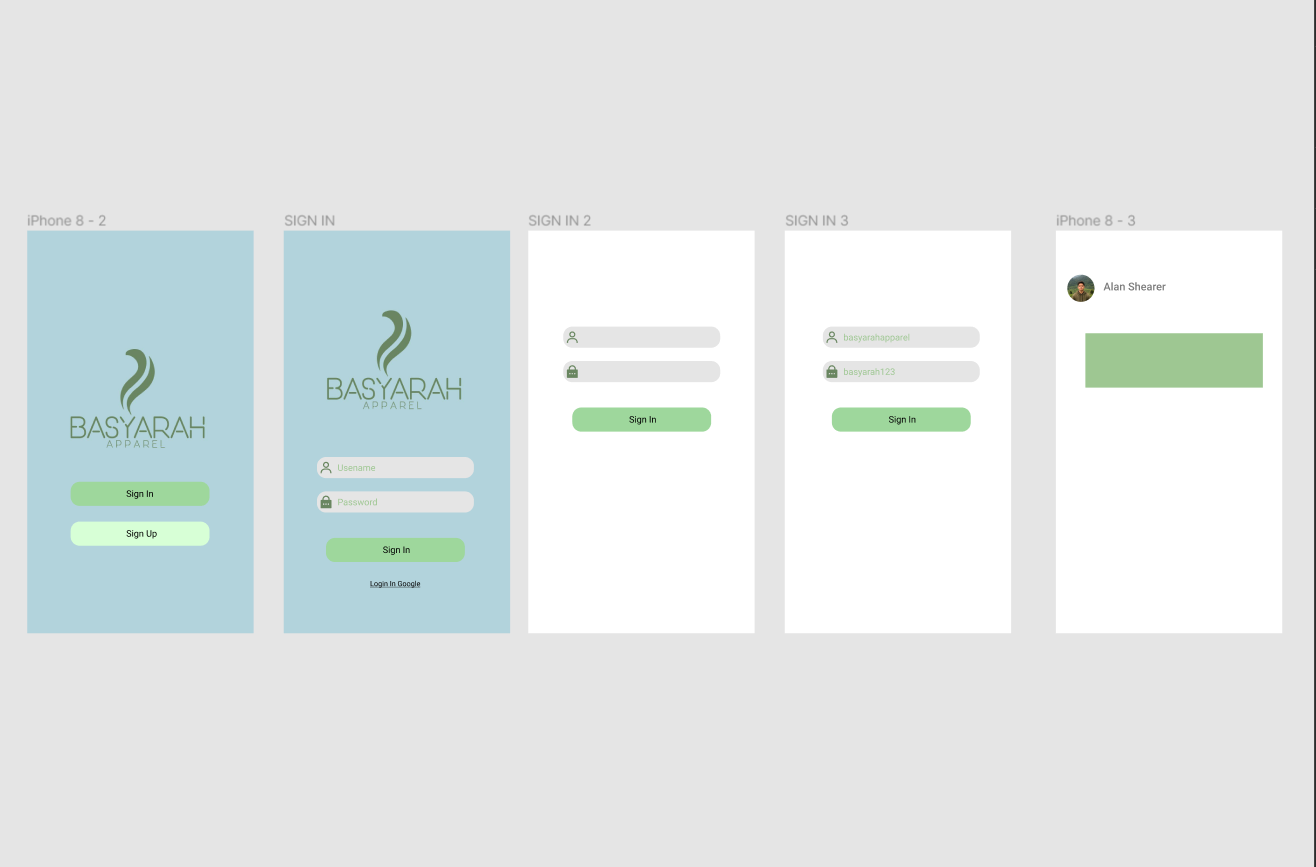 iPhone 8 - 2
BASYARAH
APPAREL
Sign In
Sign Up
SIGN IN
BASYARAH
APPAREL
Usename
Password
Sign In
Login In Google
SIGN IN 2
Sign In
SIGN IN 3
basyarahapparel
basyarah123
Sign In
iPhone 8 - 3
Alan Shearer